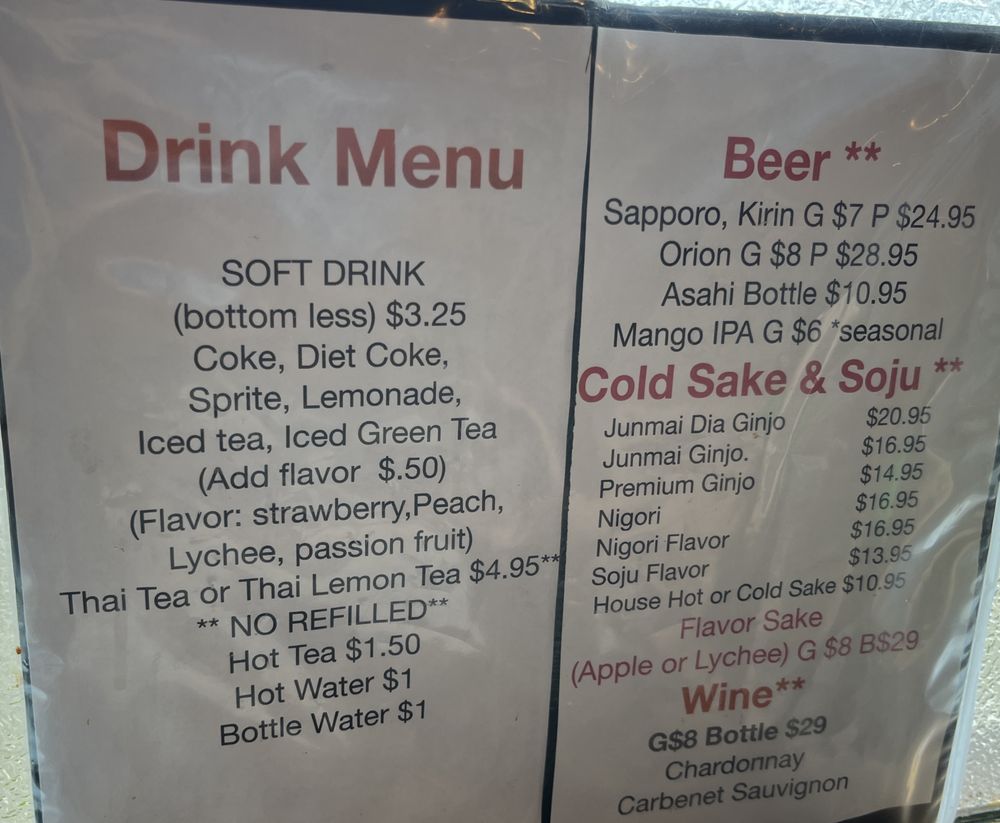 Drink Menu
SOFT DRINK
(bottom less) $3.25
Coke, Diet Coke,
Sprite, Lemonade,
Iced tea, Iced Green Tea
(Add flavor $.50)
(Flavor: strawberry,Peach,
Lychee, passion fruit)
Thai Tea or Thai Lemon Tea $4.95**
** NO REFILLED**
Hot Tea $1.50
Hot Water $1
Bottle Water $1
Beer **
Sapporo, Kirin G $7 P $24.95
Orion G $8 P $28.95
Asahi Bottle $10.95
Mango IPA G $6 *seasonal
Cold Sake & Soju **
Junmai Dia Ginjo $20.95
Junmai Ginjo. $16.95
Premium Ginjo $14.95
Nigori $16.95
Nigori Flavor $16.95
Soju Flavor $13.95
House Hot or Cold Sake $10.95
Flavor Sake
(Apple or Lychee) G $8 B$29
Wine**
G$8 Bottle $29
Chardonnay
Carbenet Sauvignon